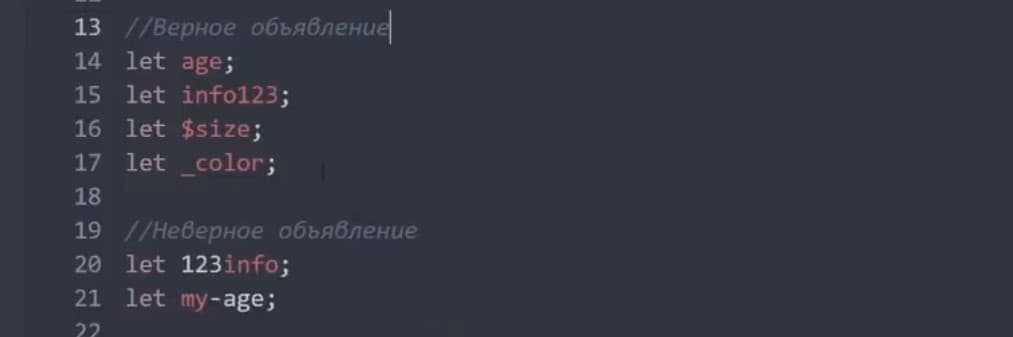 13 //Верное объявление
14 let age;
15 let info123;
16 let $size;
17 let _color;
18
19 //Неверное объявление
20 let 123info;
21 let my-age;
22